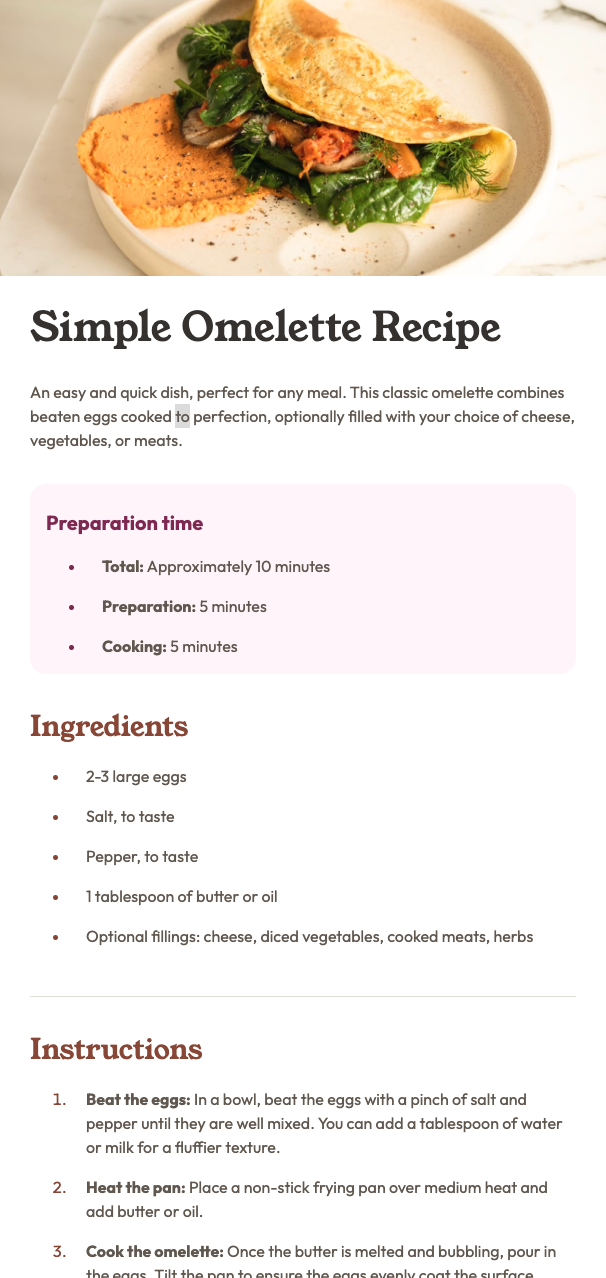 Simple Omelette Recipe
An easy and quick dish, perfect for any meal. This classic omelette combines
beaten eggs cooked to perfection, optionally filled with your choice of cheese,
vegetables, or meats.
Preparation time
• Total: Approximately 10 minutes
• Preparation: 5 minutes
• Cooking: 5 minutes
Ingredients
• 2-3 large eggs
• Salt, to taste
• Pepper, to taste
• 1 tablespoon of butter or oil
• Optional fillings: cheese, diced vegetables, cooked meats, herbs
Instructions
1. Beat the eggs: In a bowl, beat the eggs with a pinch of salt and
pepper until they are well mixed. You can add a tablespoon of water
or milk for a fluffier texture.
2. Heat the pan: Place a non-stick frying pan over medium heat and
add butter or oil.
3. Cook the omelette: Once the butter is melted and bubbling, pour in
the eggs. Tilt the pan to ensure the eggs evenly coat the surface.